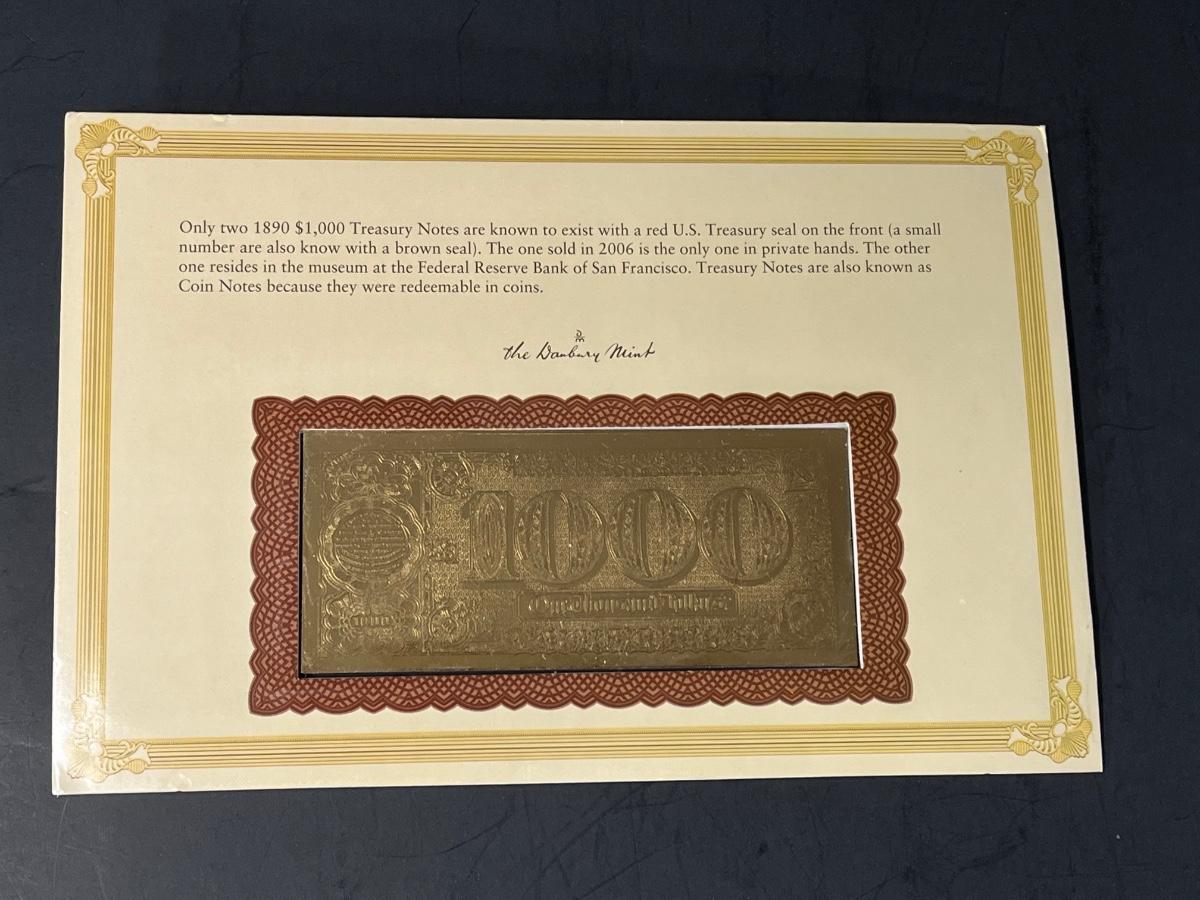 Only two 1890 $1,000 Treasury Notes are known to exist with a red U.S. Treasury seal on the front (a small
number are also know with a brown seal). The one sold in 2006 is the only one in private hands. The other
one resides in the museum at the Federal Reserve Bank of San Francisco. Treasury Notes are also known as
Coin Notes because they were redeemable in coins.
the Danbury Mint
1000
One Thousand Dollars
1000